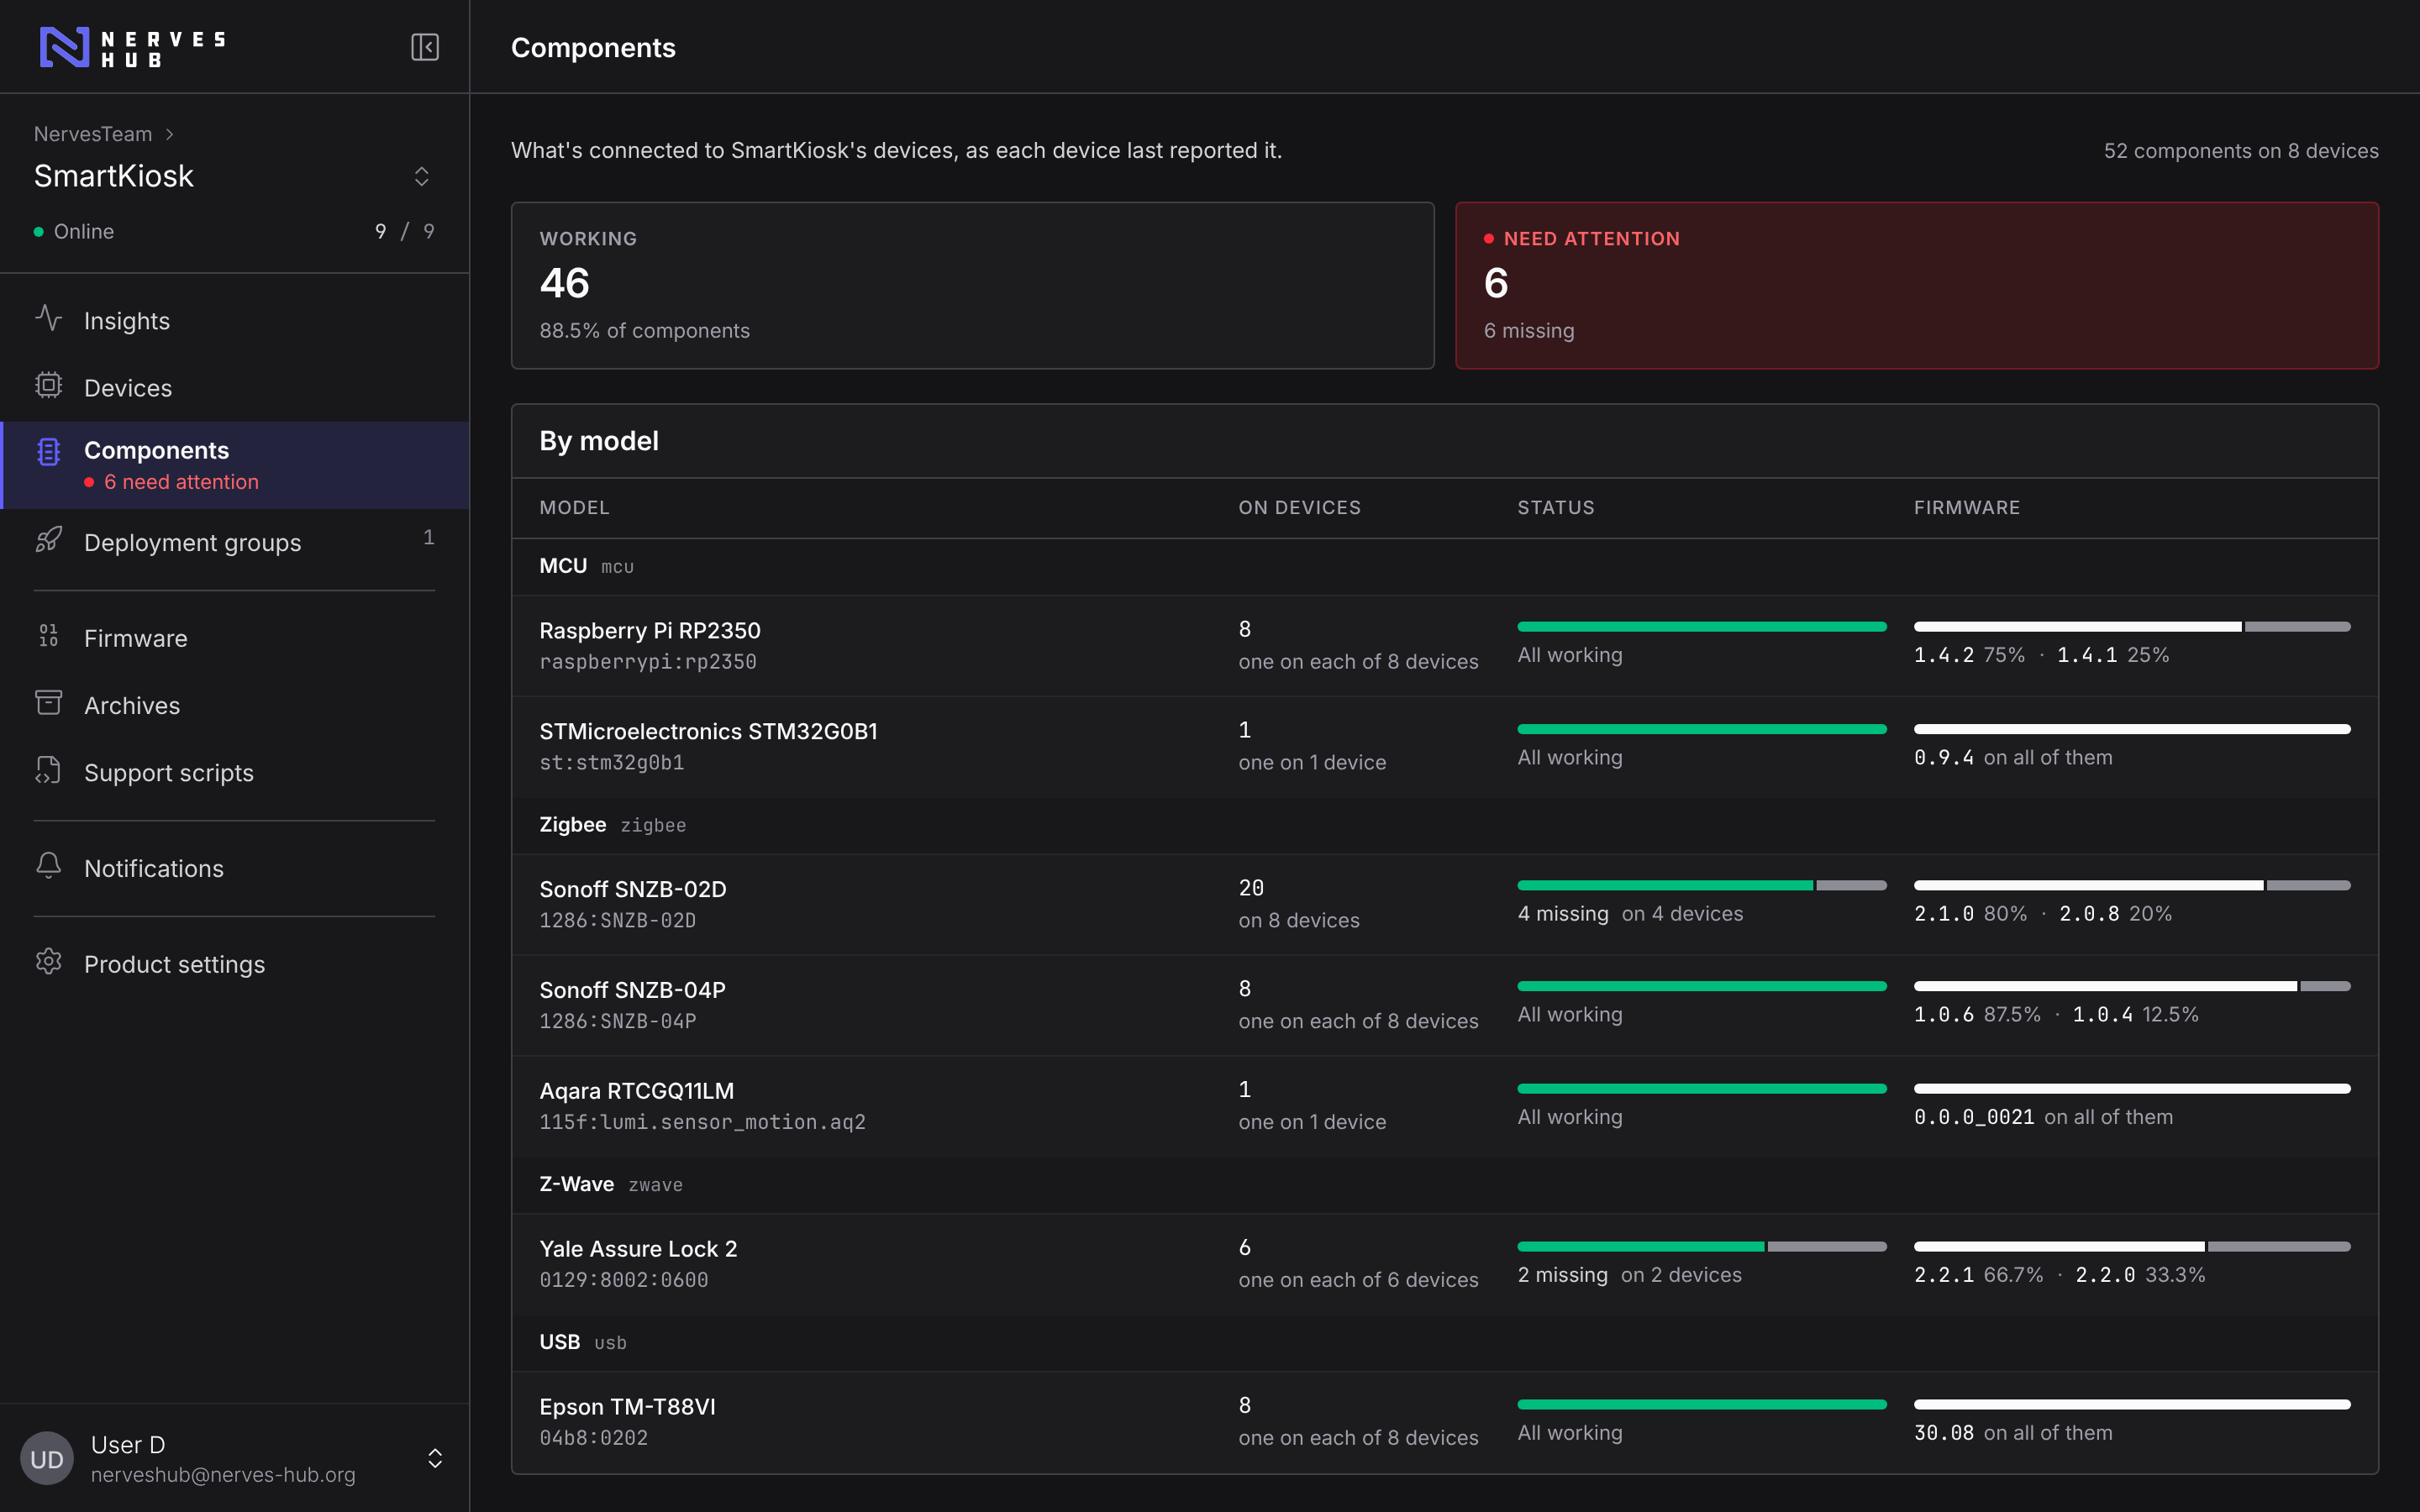 NERVES
HUB
Components
NervesTeam
SmartKiosk
Online
9 / 9
Insights
Devices
Components
6 need attention
Deployment groups
1
Firmware
Archives
Support scripts
Notifications
Product settings
UD
User D
nerveshub@nerves-hub.org
What's connected to SmartKiosk's devices, as each device last reported it.
52 components on 8 devices
WORKING
46
88.5% of components
NEED ATTENTION
6
6 missing
By model
MODEL ON DEVICES STATUS FIRMWARE
MCU mcu
Raspberry Pi RP2350 8
raspberrypi:rp2350 one on each of 8 devices All working 1.4.2 75% · 1.4.1 25%
STMicroelectronics STM32G0B1 1
st:stm32g0b1 one on 1 device All working 0.9.4 on all of them
Zigbee zigbee
Sonoff SNZB-02D 20
1286:SNZB-02D on 8 devices 4 missing on 4 devices 2.1.0 80% · 2.0.8 20%
Sonoff SNZB-04P 8
1286:SNZB-04P one on each of 8 devices All working 1.0.6 87.5% · 1.0.4 12.5%
Aqara RTCGQ11LM 1
115f:lumi.sensor_motion.aq2 one on 1 device All working 0.0.0_0021 on all of them
Z-Wave zwave
Yale Assure Lock 2 6
0129:8002:0600 one on each of 6 devices 2 missing on 2 devices 2.2.1 66.7% · 2.2.0 33.3%
USB usb
Epson TM-T88VI 8
04b8:0202 one on each of 8 devices All working 30.08 on all of them